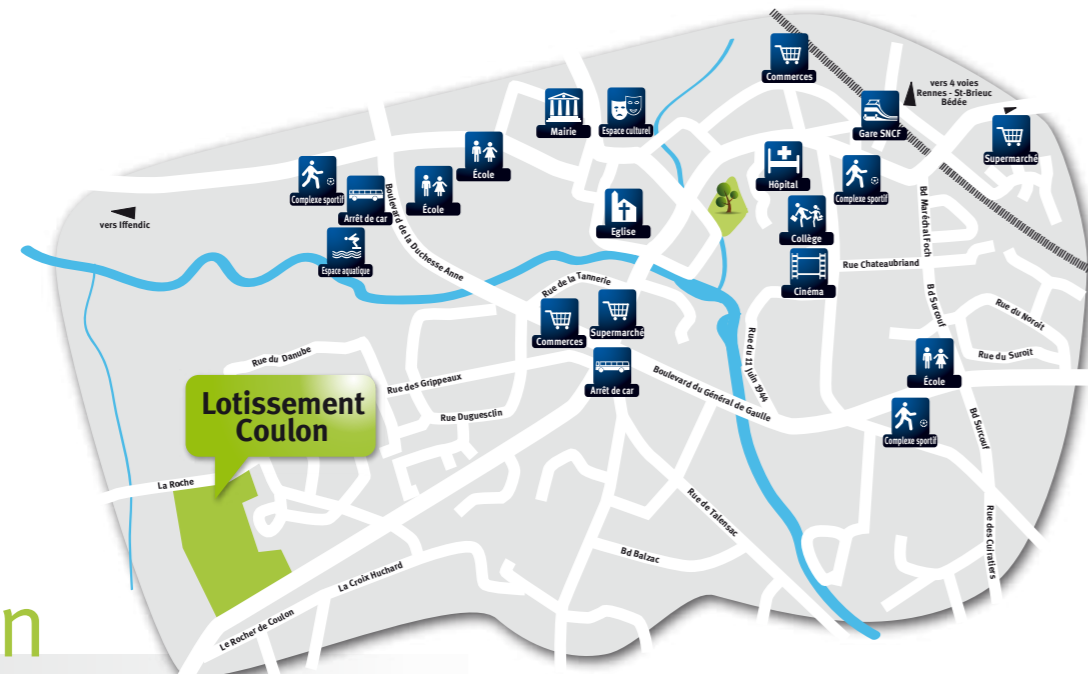 Commerces
vers 4 voies
Rennes - St-Brieuc
Bédée
Mairie
Espace culturel
Gare SNCF
Supermarché
École
Complexe sportif
Arrêt de car
École
Boulevard de la Duchesse Anne
Hôpital
Complexe sportif
Bd Maréchal Foch
vers Iffendic
Eglise
Collège
Espace aquatique
Rue Chateaubriand
Cinéma
Rue de la Tannerie
Bd Surcouf
Rue du Noroit
Commerces
Supermarché
Rue du 11 Juin 1944
Rue du Suroit
Rue du Danube
École
Arrêt de car
Boulevard du Général de Gaulle
Rue des Grippeaux
Lotissement
Coulon
Rue Duguesclin
Complexe sportif
Bd Surcouf
La Roche
Rue de Talensac
Rue des Cuiratiers
Bd Balzac
La Croix Huchard
Le Rocher de Coulon
n